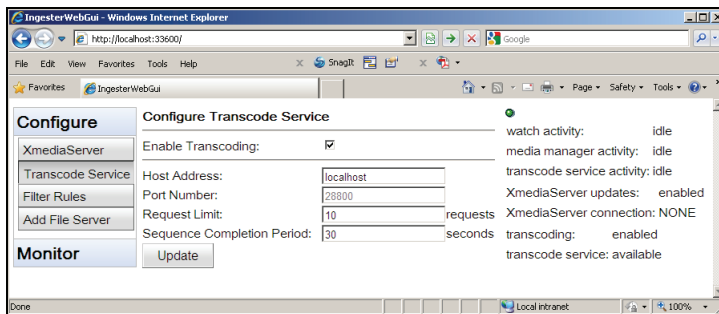 IngesterWebGui - Windows Internet Explorer
http://localhost:33600/
Google
File Edit View Favorites Tools Help
SnagIt
Favorites
IngesterWebGui
Page Safety Tools
Configure
XmediaServer
Transcode Service
Filter Rules
Add File Server
Monitor
Configure Transcode Service
Enable Transcoding:
Host Address: localhost
Port Number: 28800
Request Limit: 10 requests
Sequence Completion Period: 30 seconds
Update
watch activity: idle
media manager activity: idle
transcode service activity: idle
XmediaServer updates: enabled
XmediaServer connection: NONE
transcoding: enabled
transcode service: available
Done
Local intranet
100%